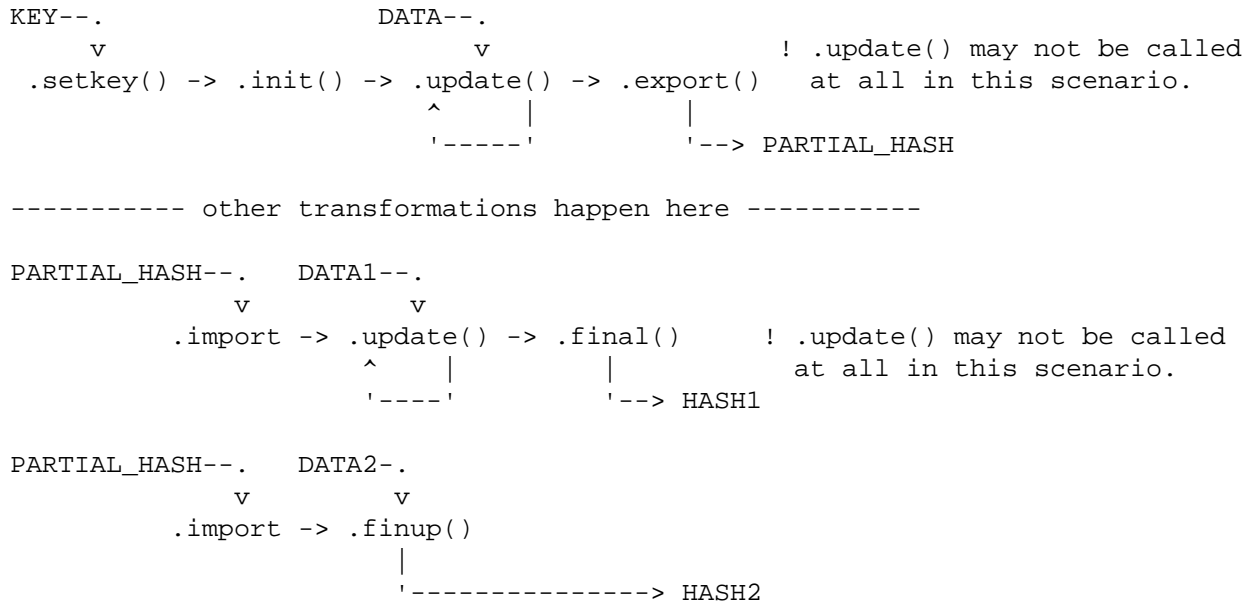 KEY--.               DATA--.
     v                     v                  ! .update() may not be called
 .setkey() -> .init() -> .update() -> .export()   at all in this scenario.
                          ^     |         |
                          '-----'         '--> PARTIAL_HASH
----------- other transformations happen here -----------
PARTIAL_HASH--.   DATA1--.
              v          v
          .import -> .update() -> .final()     ! .update() may not be called
                      ^    |         |           at all in this scenario.
                      '----'         '--> HASH1
PARTIAL_HASH--.   DATA2-.
              v         v
          .import -> .finup()
                        |
                        '---------------> HASH2